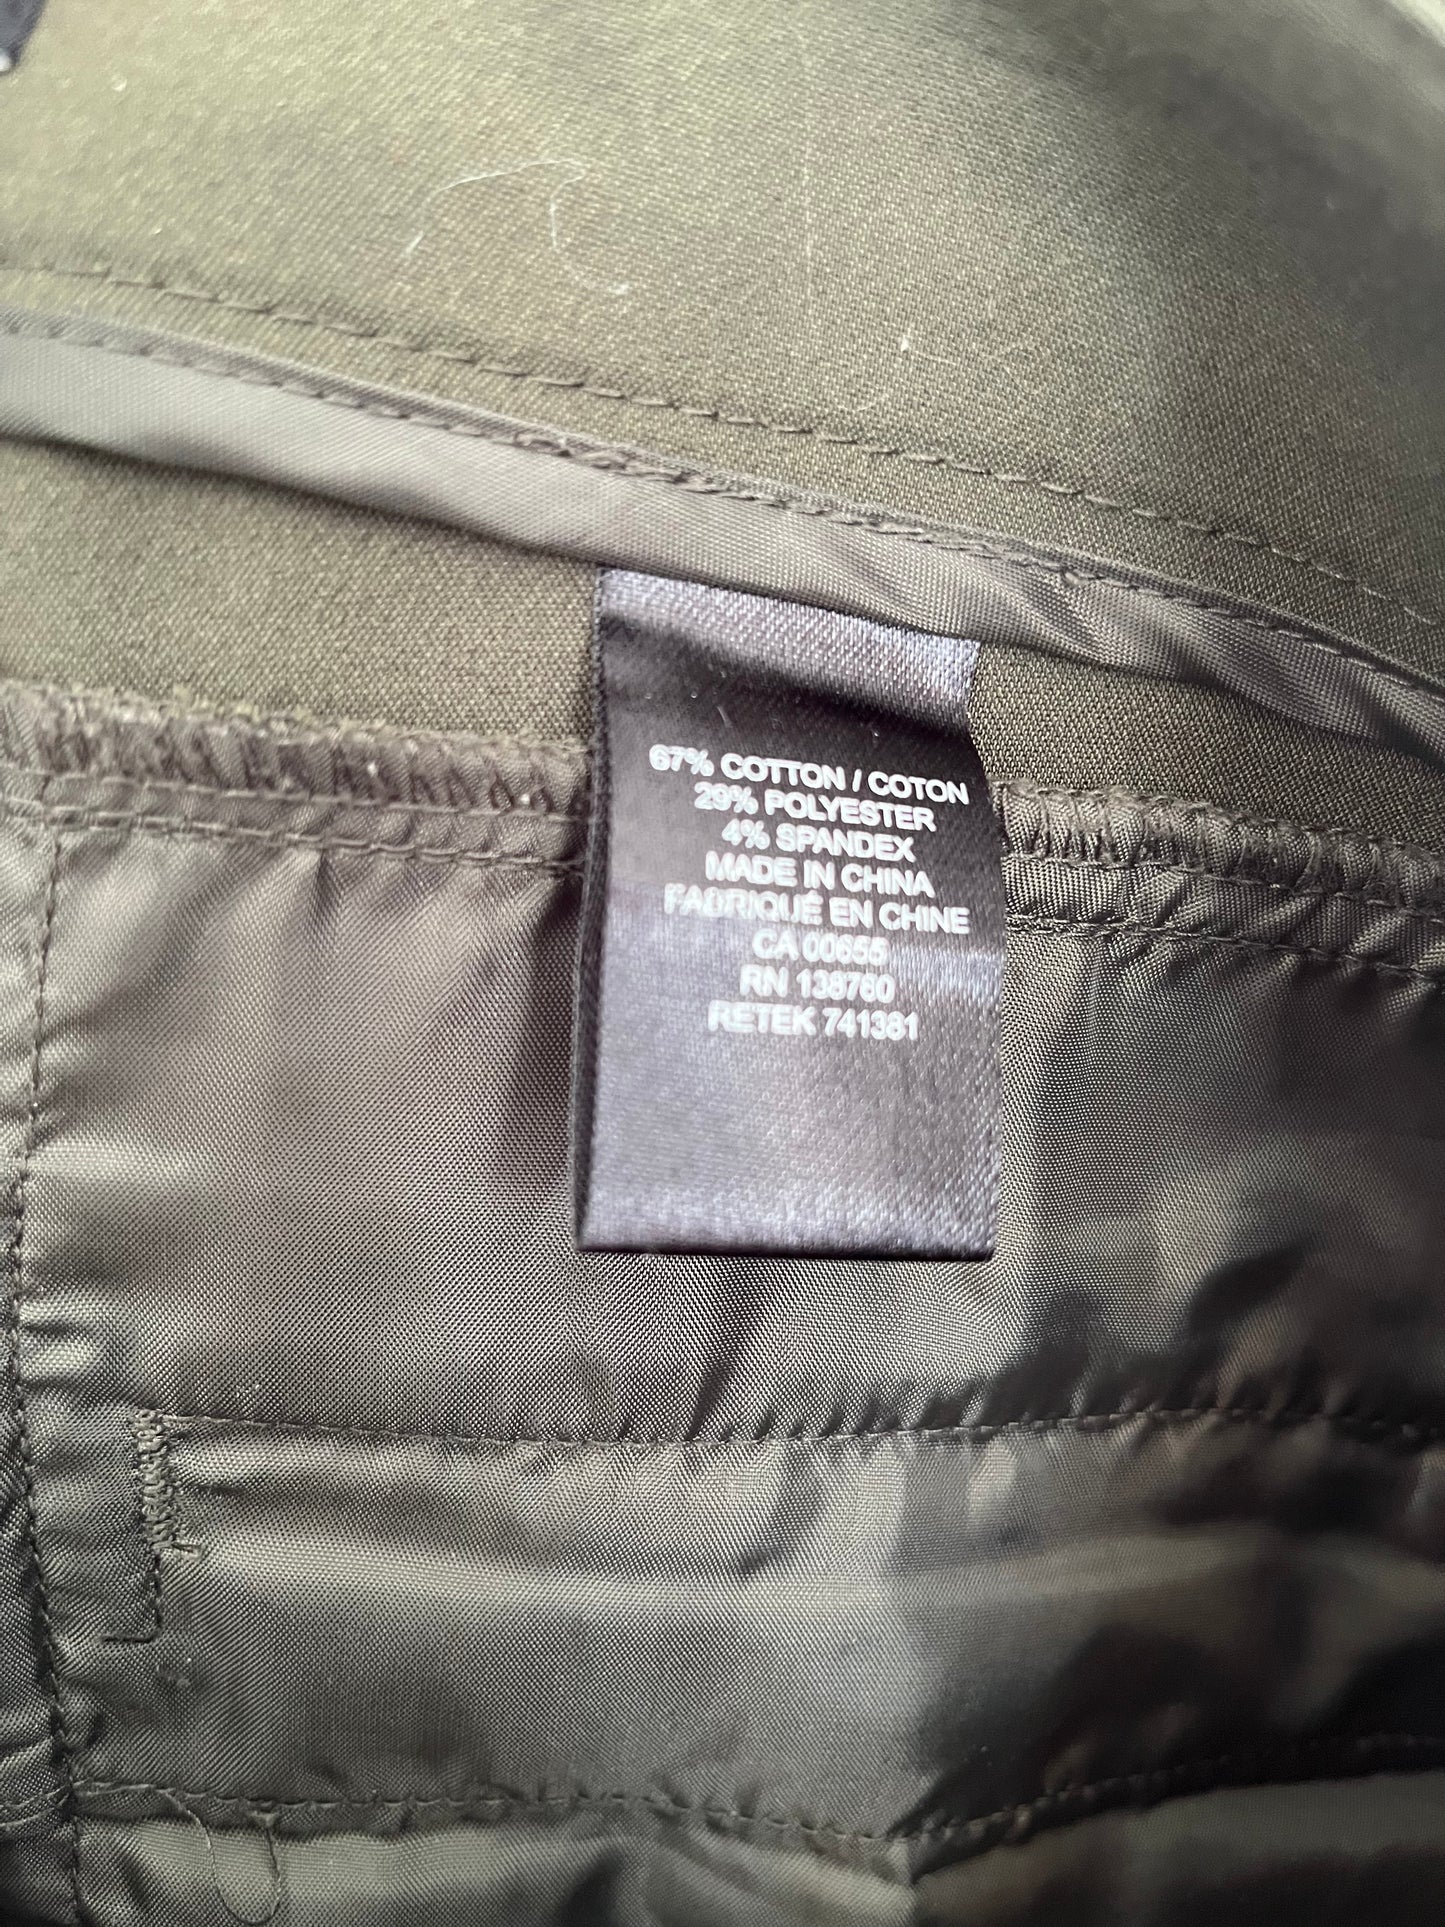 67% COTTON / COTON
29% POLYESTER
4% SPANDEX
MADE IN CHINA
FABRIQUÉ EN CHINE
CA 00655
RN 138760
RETEK 741381